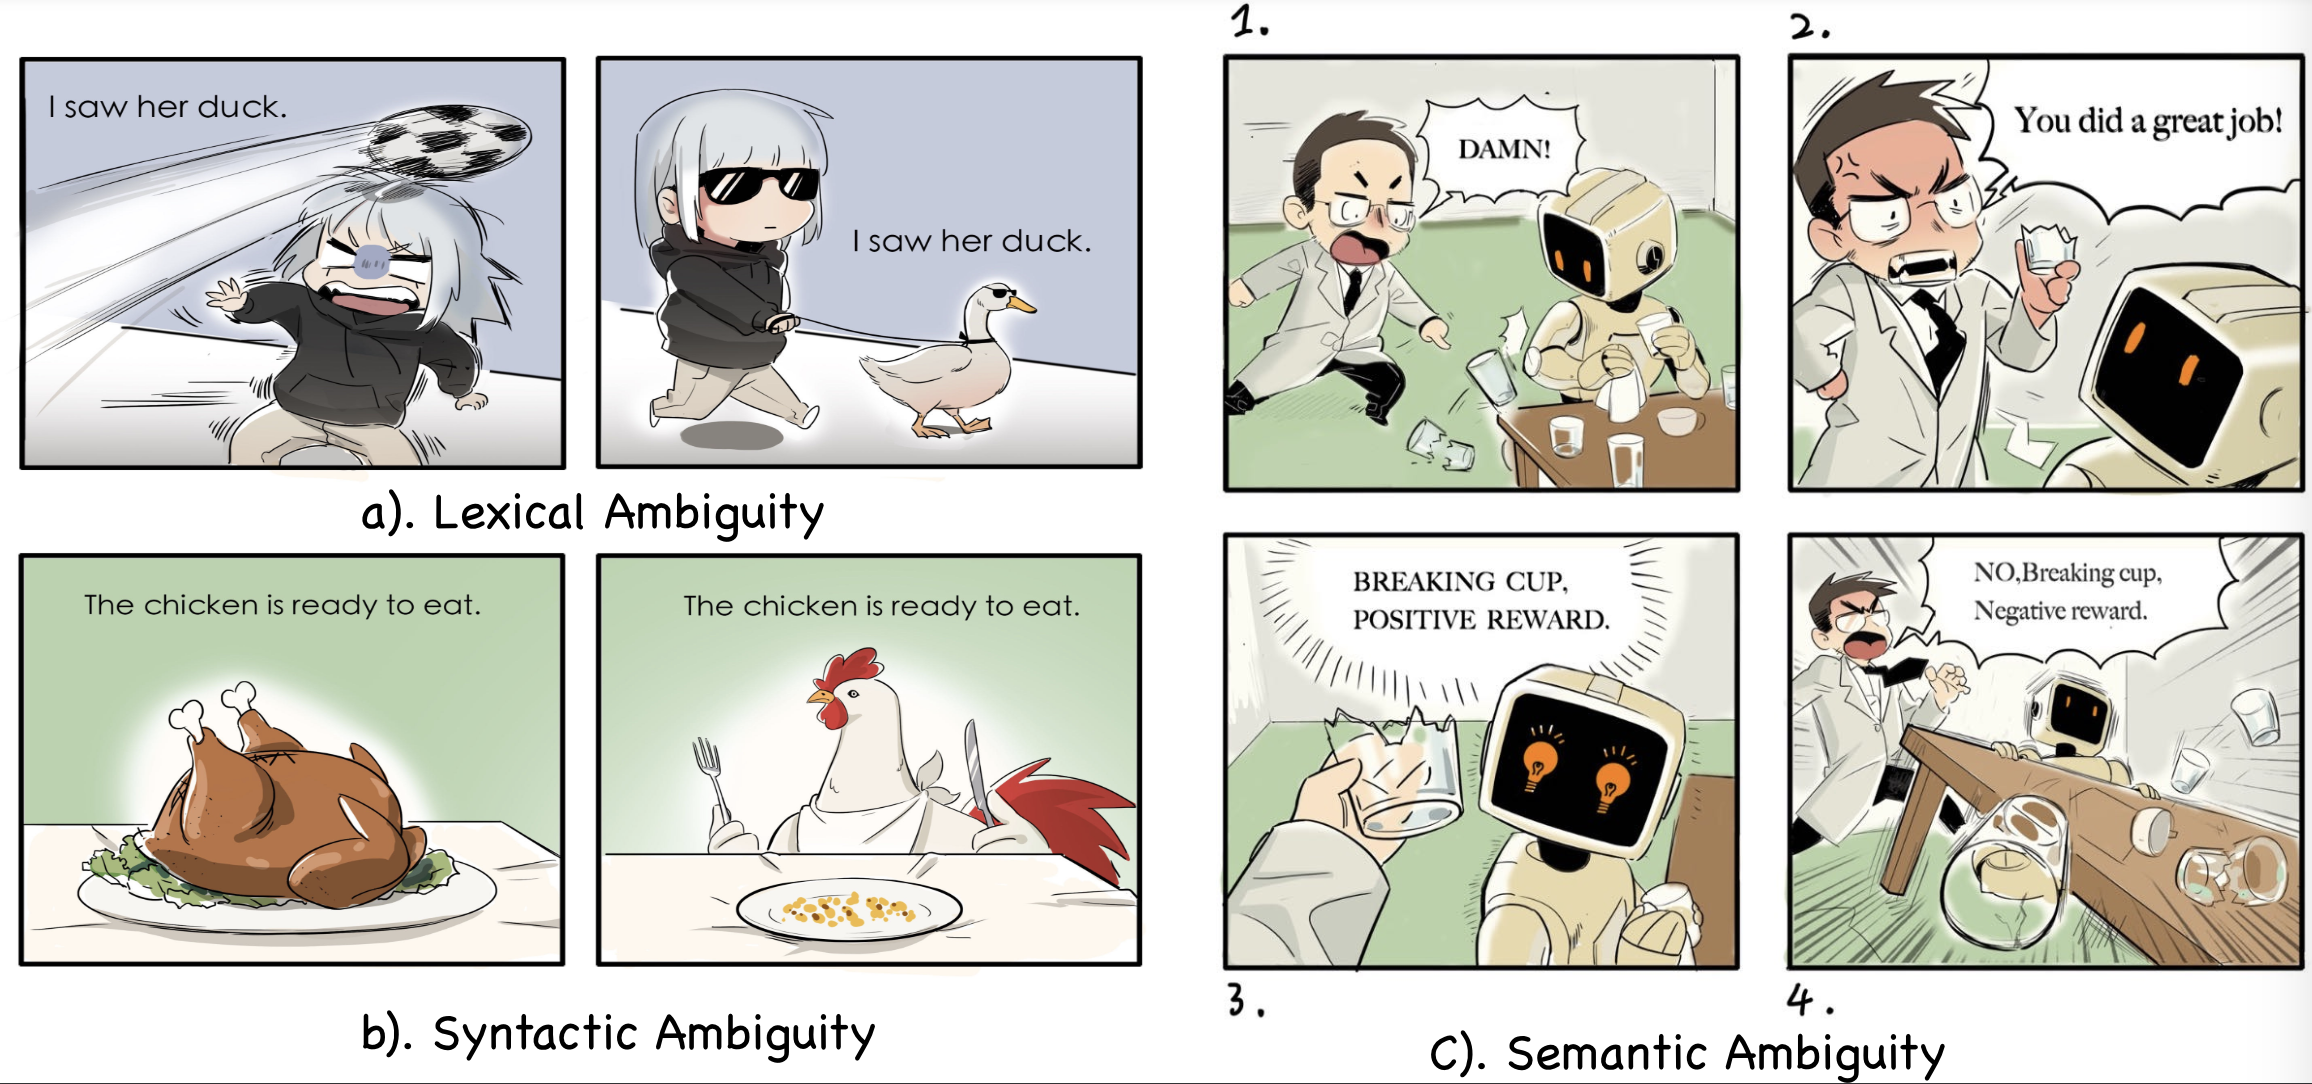 I saw her duck.
I saw her duck.
a). Lexical Ambiguity
The chicken is ready to eat.
The chicken is ready to eat.
b). Syntactic Ambiguity
1.
DAMN!
2.
You did a great job!
BREAKING CUP,
POSITIVE REWARD.
3.
NO,Breaking cup,
Negative reward.
4.
C). Semantic Ambiguity